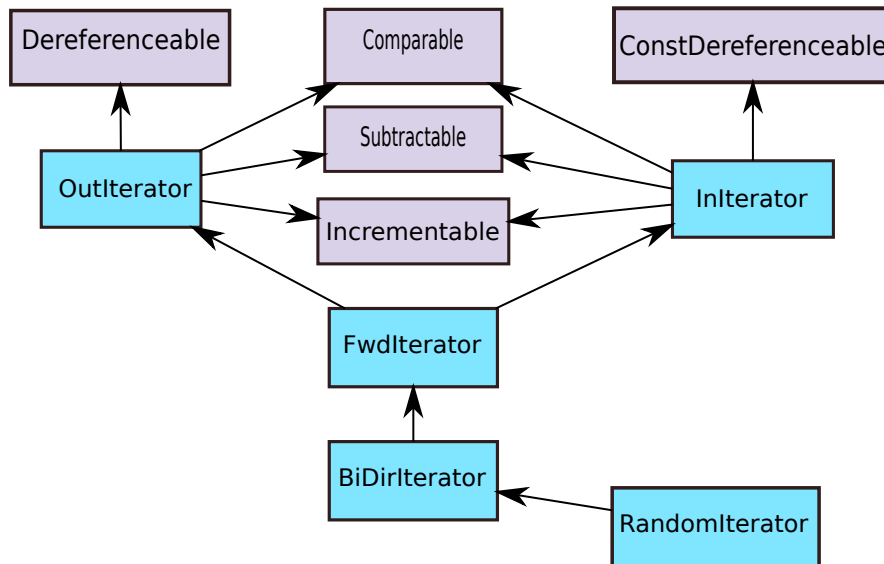 Dereferenceable
Comparable
ConstDereferenceable
Subtractable
OutIterator
InIterator
Incrementable
FwdIterator
BiDirIterator
RandomIterator